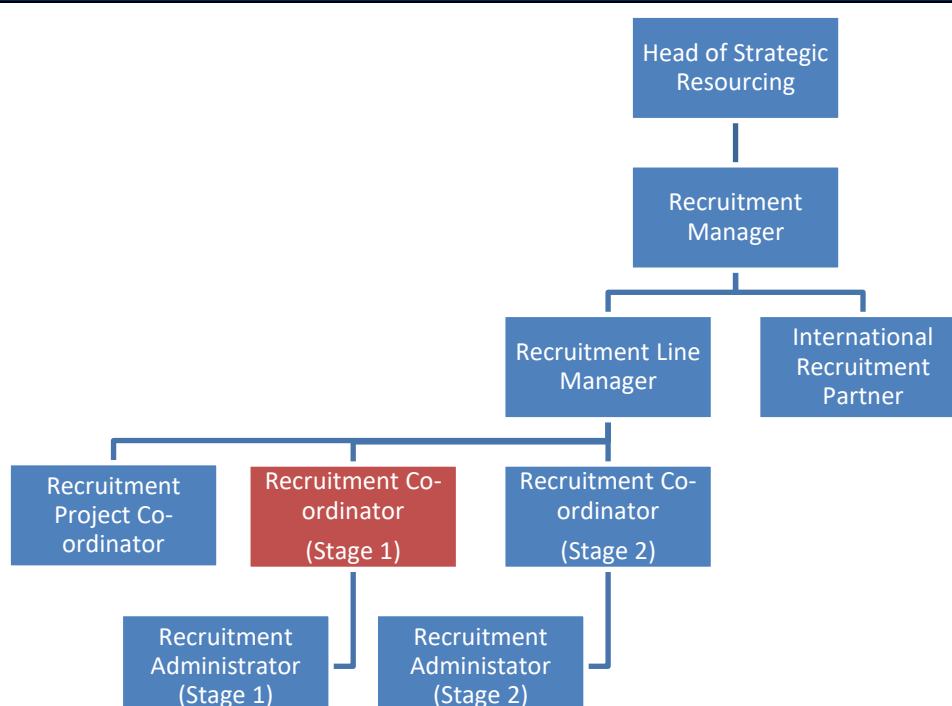 Head of Strategic
Resourcing
Recruitment
Manager
Recruitment Line
Manager
International
Recruitment
Partner
Recruitment
Project Co-
ordinator
Recruitment Co-
ordinator
(Stage 1)
Recruitment Co-
ordinator
(Stage 2)
Recruitment
Administrator
(Stage 1)
Recruitment
Administator
(Stage 2)